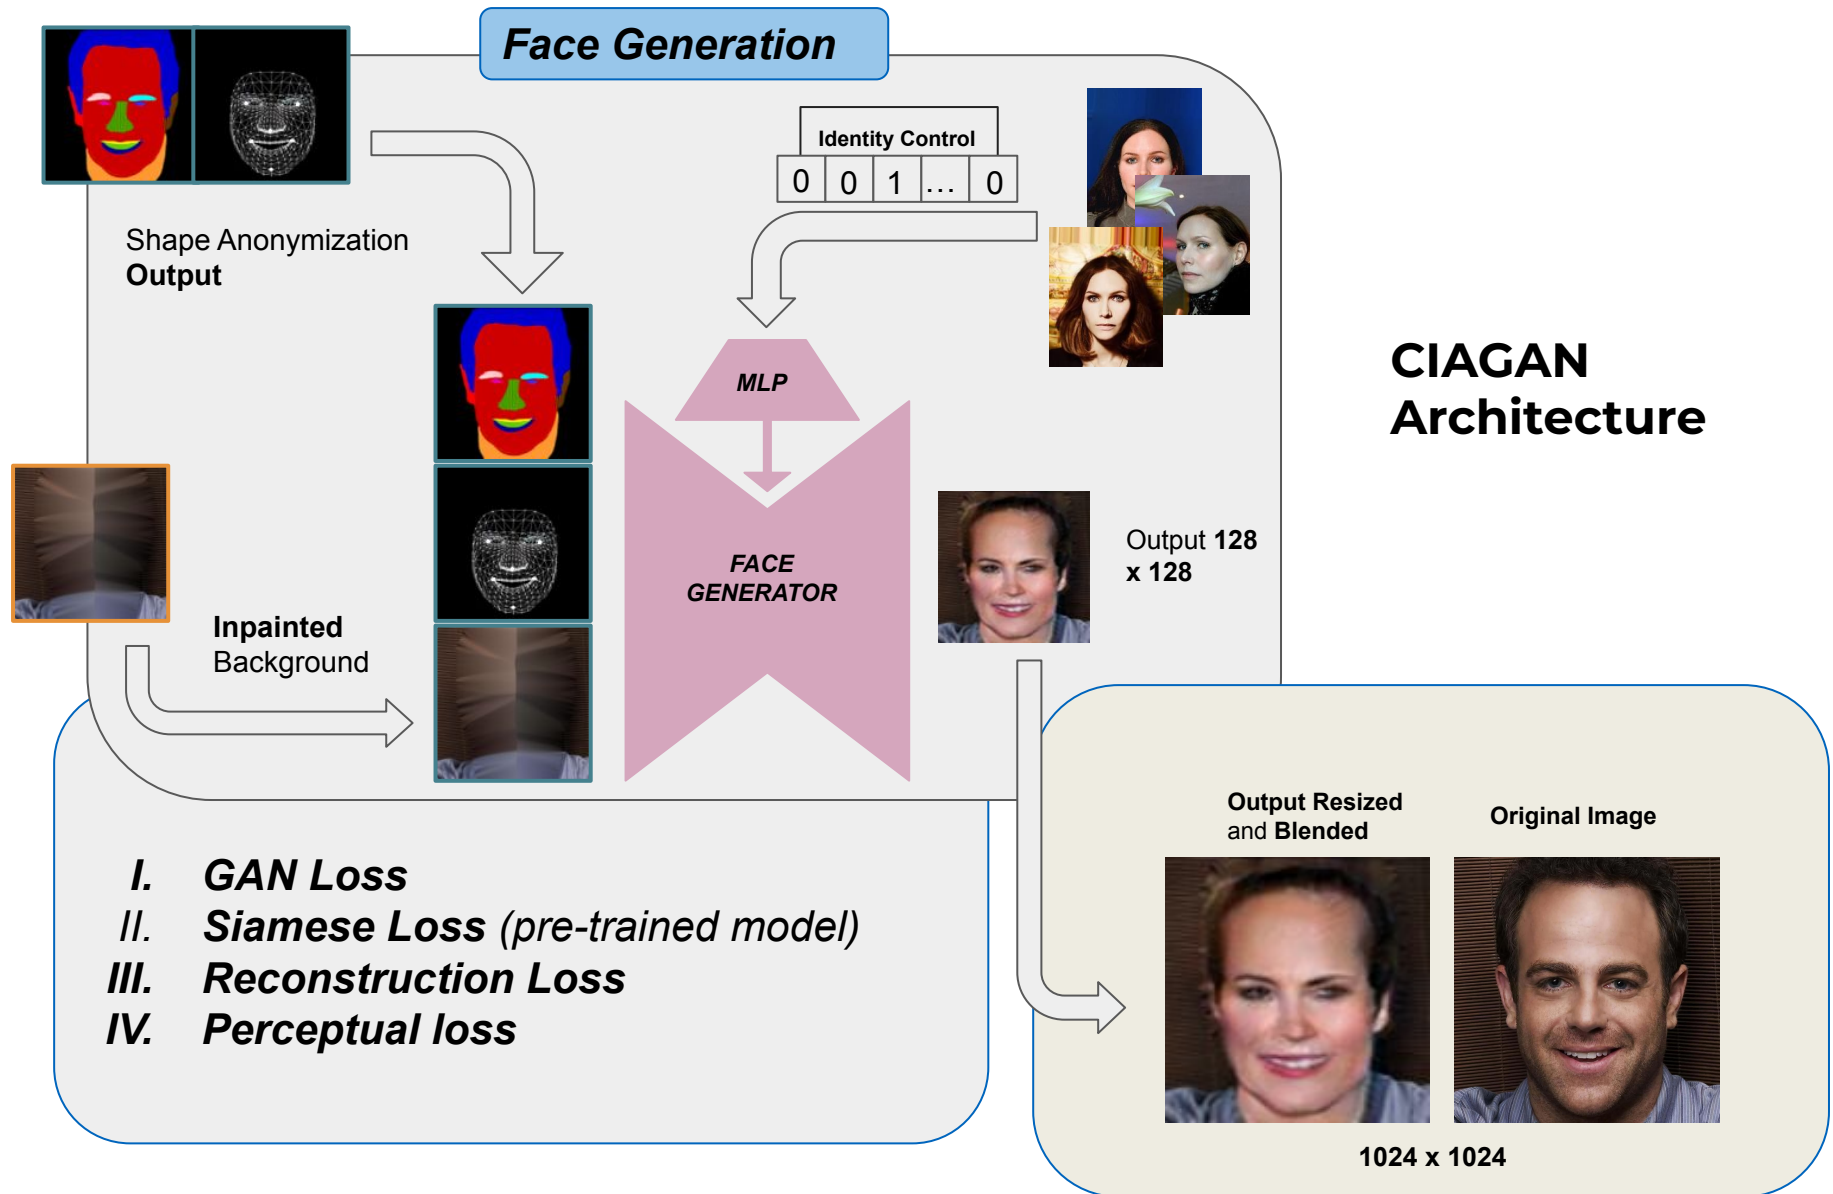 Face Generation
Identity Control
0 0 1 ... 0
Shape Anonymization
Output
MLP
CIAGAN
Architecture
FACE
GENERATOR
Output 128
x 128
Inpainted
Background
Output Resized
and Blended
Original Image
I. GAN Loss
II. Siamese Loss (pre-trained model)
III. Reconstruction Loss
IV. Perceptual loss
1024 x 1024